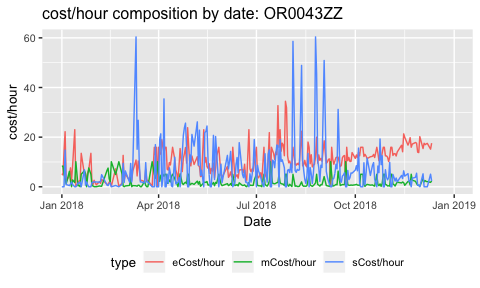 cost/hour composition by date: OR0043ZZ
60
40
20
0
cost/hour
Jan 2018 Apr 2018 Jul 2018 Oct 2018 Jan 2019
Date
type eCost/hour mCost/hour sCost/hour